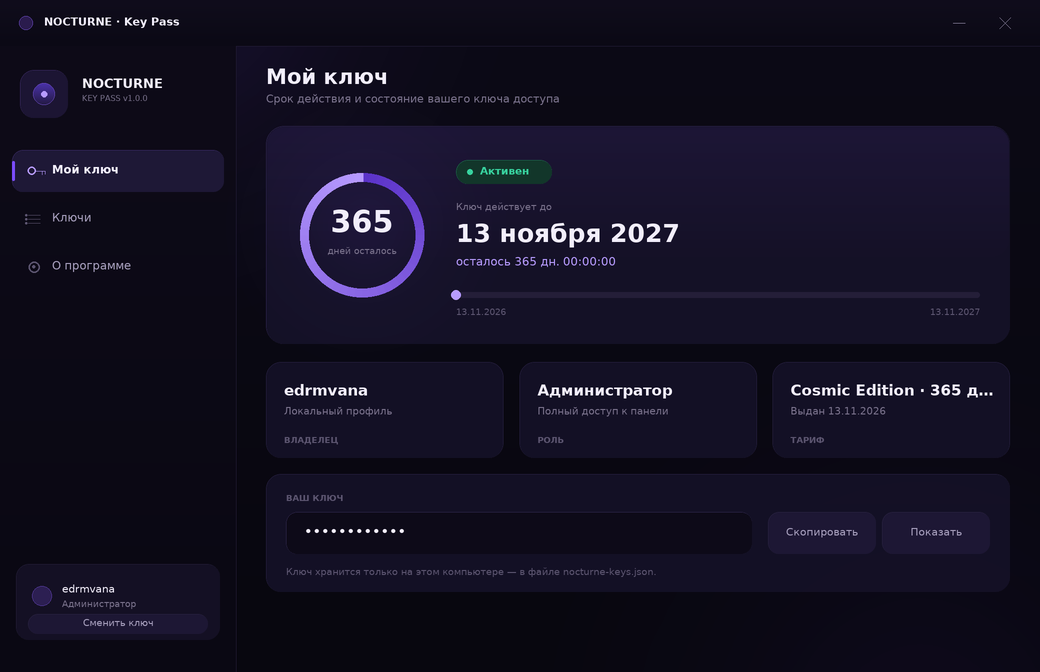 NOCTURNE · Key Pass
NOCTURNE
KEY PASS v1.0.0
Мой ключ
Ключи
О программе
edrmvana
Администратор
Сменить ключ
Мой ключ
Срок действия и состояние вашего ключа доступа
365
дней осталось
Активен
Ключ действует до
13 ноября 2027
осталось 365 дн. 00:00:00
13.11.2026
13.11.2027
edrmvana
Локальный профиль
ВЛАДЕЛЕЦ
Администратор
Полный доступ к панели
РОЛЬ
Cosmic Edition · 365 д…
Выдан 13.11.2026
ТАРИФ
ВАШ КЛЮЧ
••••••••••••
Скопировать
Показать
Ключ хранится только на этом компьютере — в файле nocturne-keys.json.